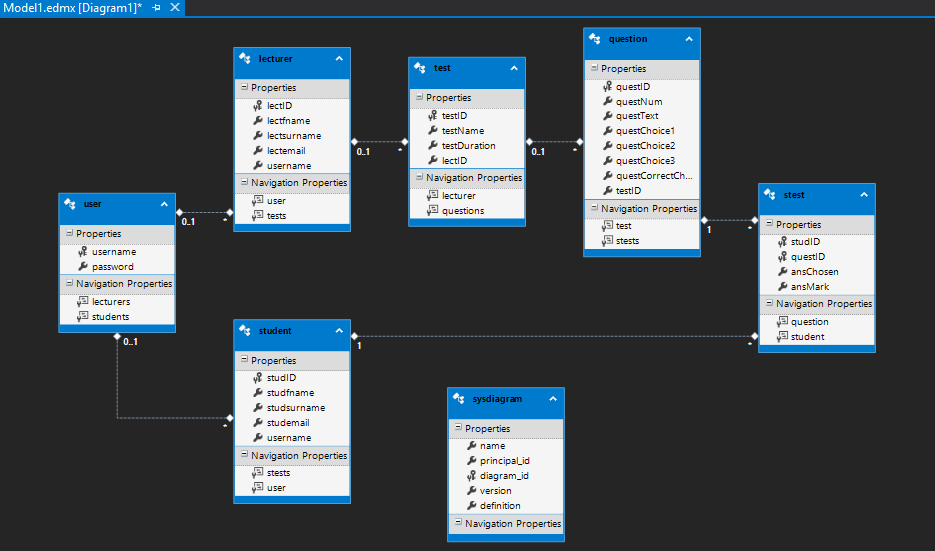 Model1.edmx [Diagram1]*
user
Properties
username
password
Navigation Properties
lecturers
students
0..1
*
0..1
*
lecturer
Properties
lectID
lectfname
lectsurname
lectemail
username
Navigation Properties
user
tests
0..1
*
test
Properties
testID
testName
testDuration
lectID
Navigation Properties
lecturer
questions
0..1
*
question
Properties
questID
questNum
questText
questChoice1
questChoice2
questChoice3
questCorrectCh...
testID
Navigation Properties
test
stests
1
*
stest
Properties
studID
questID
ansChosen
ansMark
Navigation Properties
question
student
student
Properties
studID
studfname
studsurname
studemail
username
Navigation Properties
stests
user
1
*
sysdiagram
Properties
name
principal_id
diagram_id
version
definition
Navigation Properties